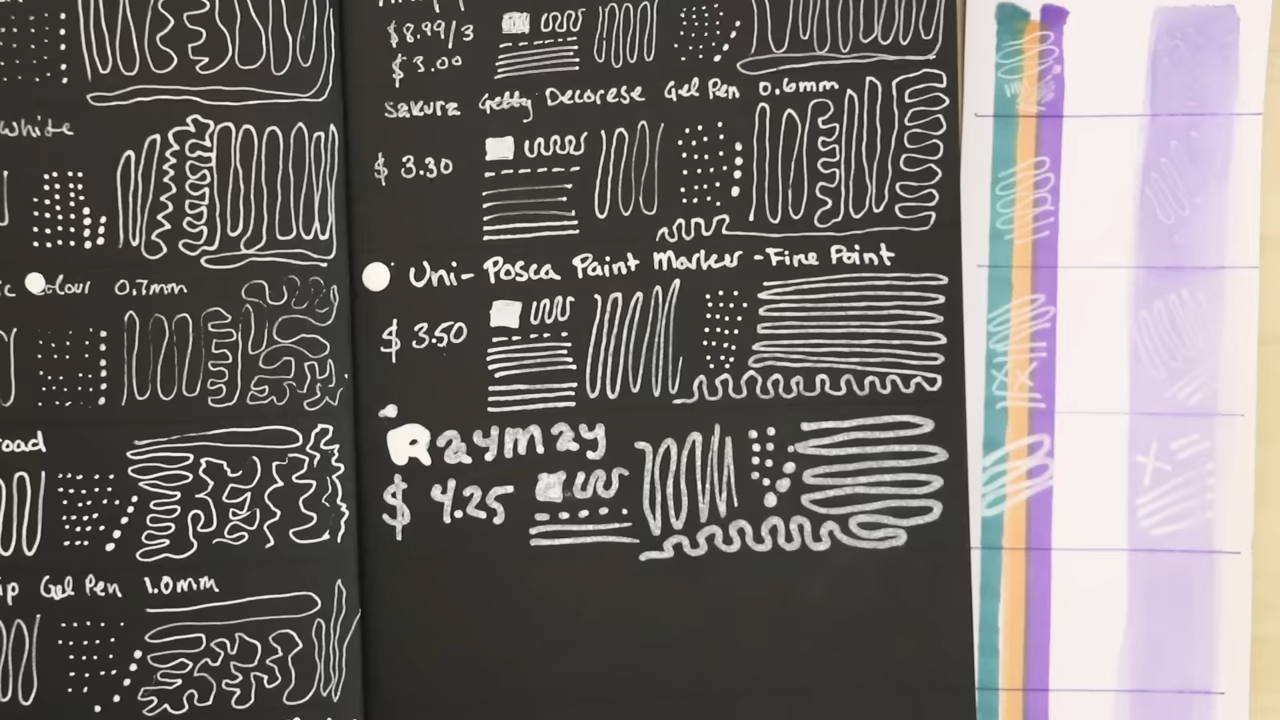 white
Colour 0.7mm
Gel Pen 1.0mm
$8.99/3
$3.00
Sakura Gelly Decorese Gel Pen 0.6mm
$ 3.30
Uni-Posca Paint Marker - Fine Point
$ 3.50
Raymay
$ 4.25